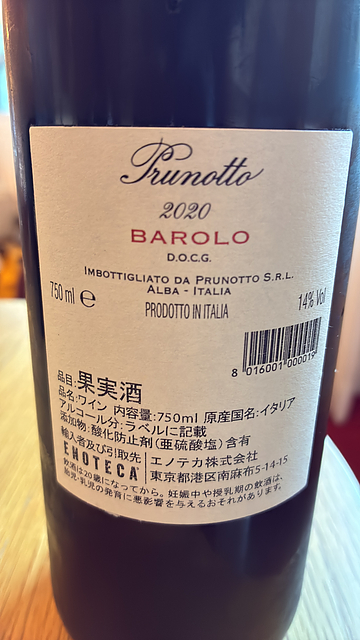 Prunotto
2020
BAROLO
D.O.C.G.
IMBOTTIGLIATO DA PRUNOTTO S.R.L.
ALBA - ITALIA
750 ml e
PRODOTTO IN ITALIA
14% Vol
8 016001 000019
品目:果実酒
品名:ワイン 内容量:750ml 原産国名:イタリア
アルコール分:ラベルに記載
添加物:酸化防止剤(亜硫酸塩)含有
輸入者及び引取先
ENOTECA
エノテカ株式会社
東京都港区南麻布5-14-15
飲酒は20歳になってから。妊娠中や授乳期の飲酒は、
胎児・乳児の発育に悪影響を与えるおそれがあります。